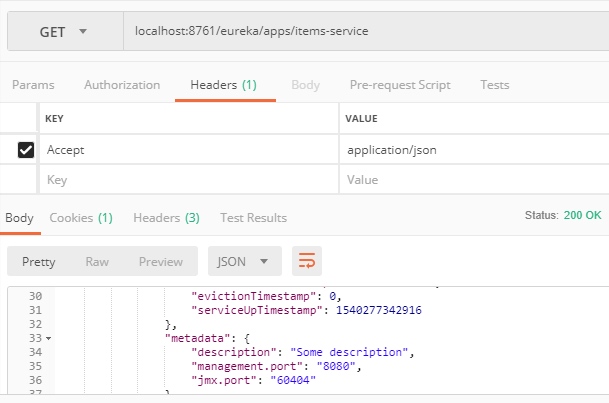 GET localhost:8761/eureka/apps/items-service
Params Authorization Headers (1) Body Pre-request Script Tests
KEY VALUE
Accept application/json
Key Value
Body Cookies (1) Headers (3) Test Results Status: 200 OK
Pretty Raw Preview JSON
30 "evictionTimestamp": 0,
31 "serviceUpTimestamp": 1540277342916
32 },
33 "metadata": {
34 "description": "Some description",
35 "management.port": "8080",
36 "jmx.port": "60404"
37 }